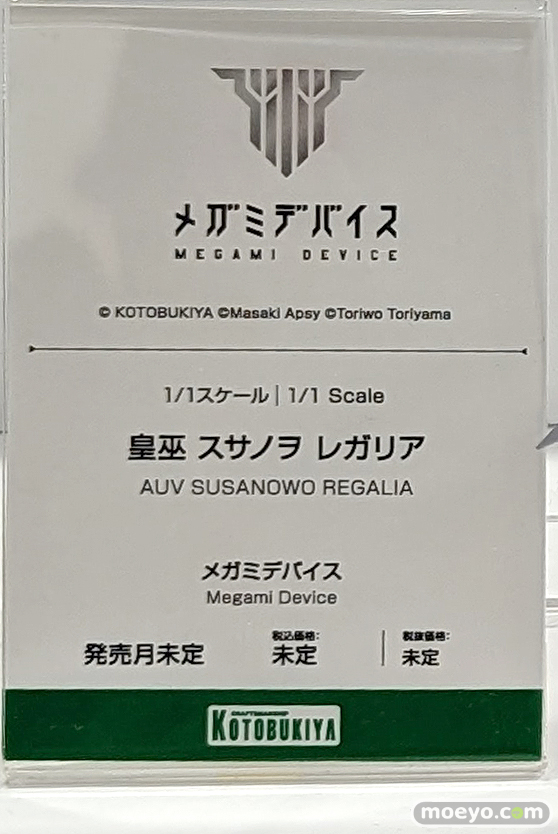 メガミデバイス
MEGAMI DEVICE
© KOTOBUKIYA ©Masaki Apsy ©Toriwo Toriyama
1/1スケール | 1/1 Scale
皇巫 スサノヲ レガリア
AUV SUSANOWO REGALIA
メガミデバイス
Megami Device
発売月未定
税込価格:
未定
税抜価格:
未定
CRAFTSMANSHIP
KOTOBUKIYA
moeyo.com